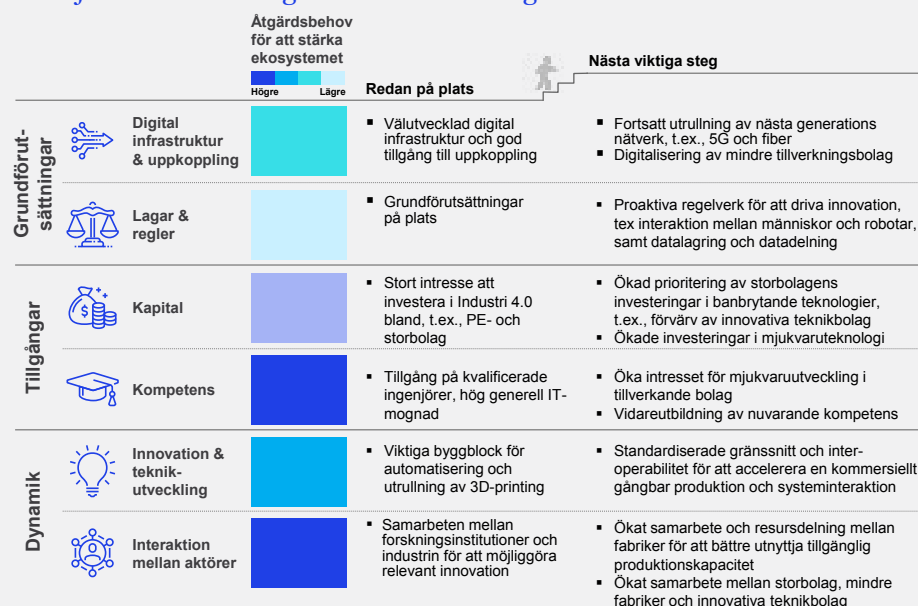 Åtgärdsbehov
för att stärka
ekosystemet
Högre
Lägre
Redan på plats
Nästa viktiga steg
Grundförut-
sättningar
Digital
infrastruktur
& uppkoppling
▪ Välutvecklad digital
infrastruktur och god
tillgång till uppkoppling
▪ Fortsatt utrullning av nästa generations
nätverk, t.ex., 5G och fiber
▪ Digitalisering av mindre tillverkningsbolag
Lagar &
regler
▪ Grundförutsättningar
på plats
▪ Proaktiva regelverk för att driva innovation,
tex interaktion mellan människor och robotar,
samt datalagring och datadelning
Tillgångar
Kapital
▪ Stort intresse att
investera i Industri 4.0
bland, t.ex., PE- och
storbolag
▪ Ökad prioritering av storbolagens
investeringar i banbrytande teknologier,
t.ex., förvärv av innovativa teknikbolag
▪ Ökade investeringar i mjukvaruteknologi
Kompetens
▪ Tillgång på kvalificerade
ingenjörer, hög generell IT-
mognad
▪ Öka intresset för mjukvaruutveckling i
tillverkande bolag
▪ Vidareutbildning av nuvarande kompetens
Dynamik
Innovation &
teknik-
utveckling
▪ Viktiga byggblock för
automatisering och
utrullning av 3D-printing
▪ Standardiserade gränssnitt och inter-
operabilitet för att accelerera en kommersiellt
gångbar produktion och systeminteraktion
Interaktion
mellan aktörer
▪ Samarbeten mellan
forskningsinstitutioner och
industrin för att möjliggöra
relevant innovation
▪ Ökat samarbete och resursdelning mellan
fabriker för att bättre utnyttja tillgänglig
produktionskapacitet
▪ Ökat samarbete mellan storbolag, mindre
fabriker och innovativa teknikbolag